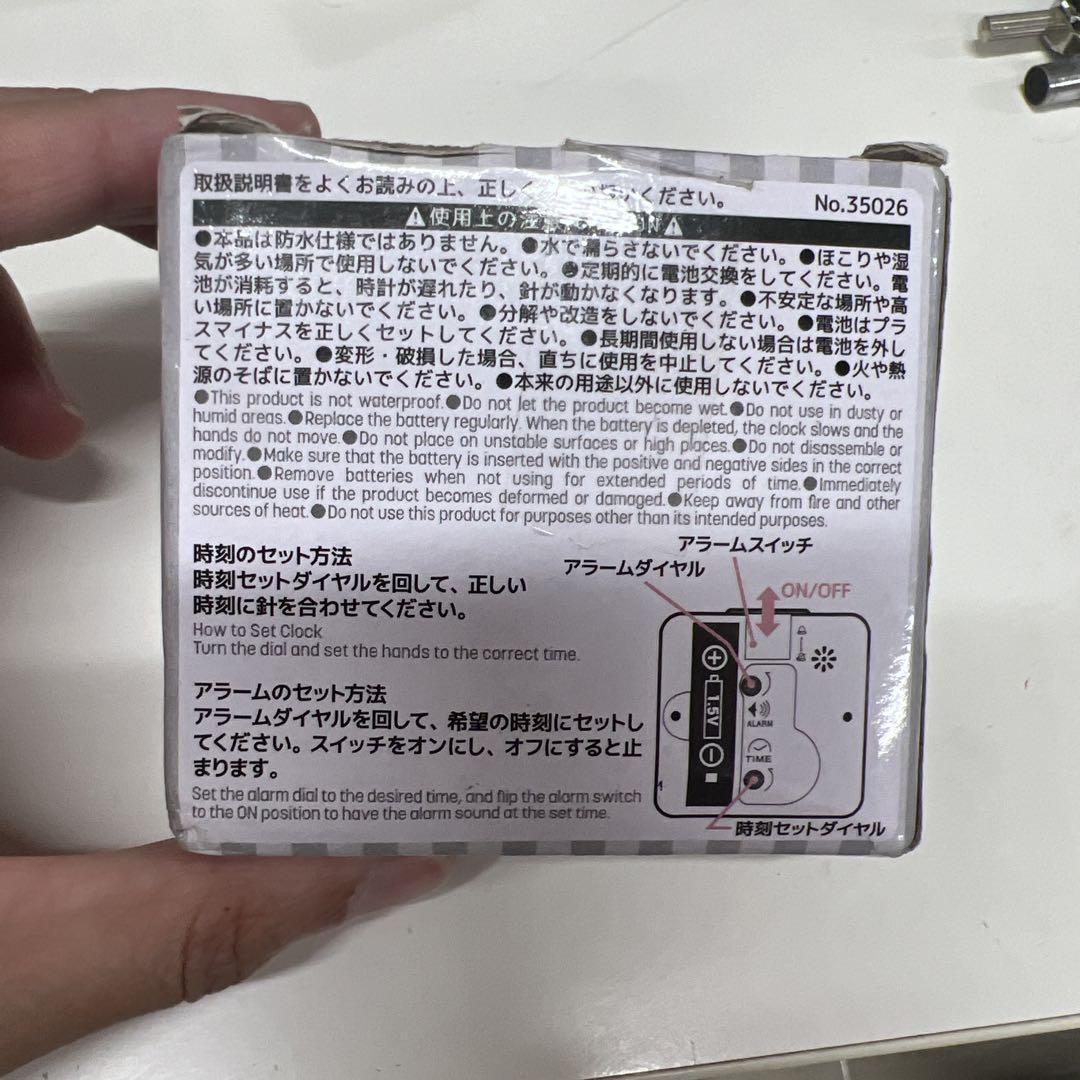 取扱説明書をよくお読みの上、正しく ください。
No.35026
⚠使用上の注 ON⚠
●本品は防水仕様ではありません。●水で濡らさないでください。●ほこりや湿
気が多い場所で使用しないでください。●定期的に電池交換をしてください。電
池が消耗すると、時計が遅れたり、針が動かなくなります。●不安定な場所や高
い場所に置かないでください。●分解や改造をしないでください。●電池はプラ
スマイナスを正しくセットしてください。●長期間使用しない場合は電池を外し
てください。●変形・破損した場合、直ちに使用を中止してください。●火や熱
源のそばに置かないでください。●本来の用途以外に使用しないでください。
●This product is not waterproof.●Do not let the product become wet.●Do not use in dusty or
humid areas.●Replace the battery regularly. When the battery is depleted, the clock slows and the
hands do not move.●Do not place on unstable surfaces or high places.●Do not disassemble or
modify.●Make sure that the battery is inserted with the positive and negative sides in the correct
position.●Remove batteries when not using for extended periods of time.●Immediately
discontinue use if the product becomes deformed or damaged.●Keep away from fire and other
sources of heat.●Do not use this product for purposes other than its intended purposes.
時刻のセット方法
時刻セットダイヤルを回して、正しい
時刻に針を合わせてください。
How to Set Clock
Turn the dial and set the hands to the correct time.
アラームのセット方法
アラームダイヤルを回して、希望の時刻にセットし
てください。スイッチをオンにし、オフにすると止
まります。
Set the alarm dial to the desired time, and flip the alarm switch
to the ON position to have the alarm sound at the set time.
アラームスイッチ
アラームダイヤル
ON/OFF
1.5V
ALARM
TIME
時刻セットダイヤル